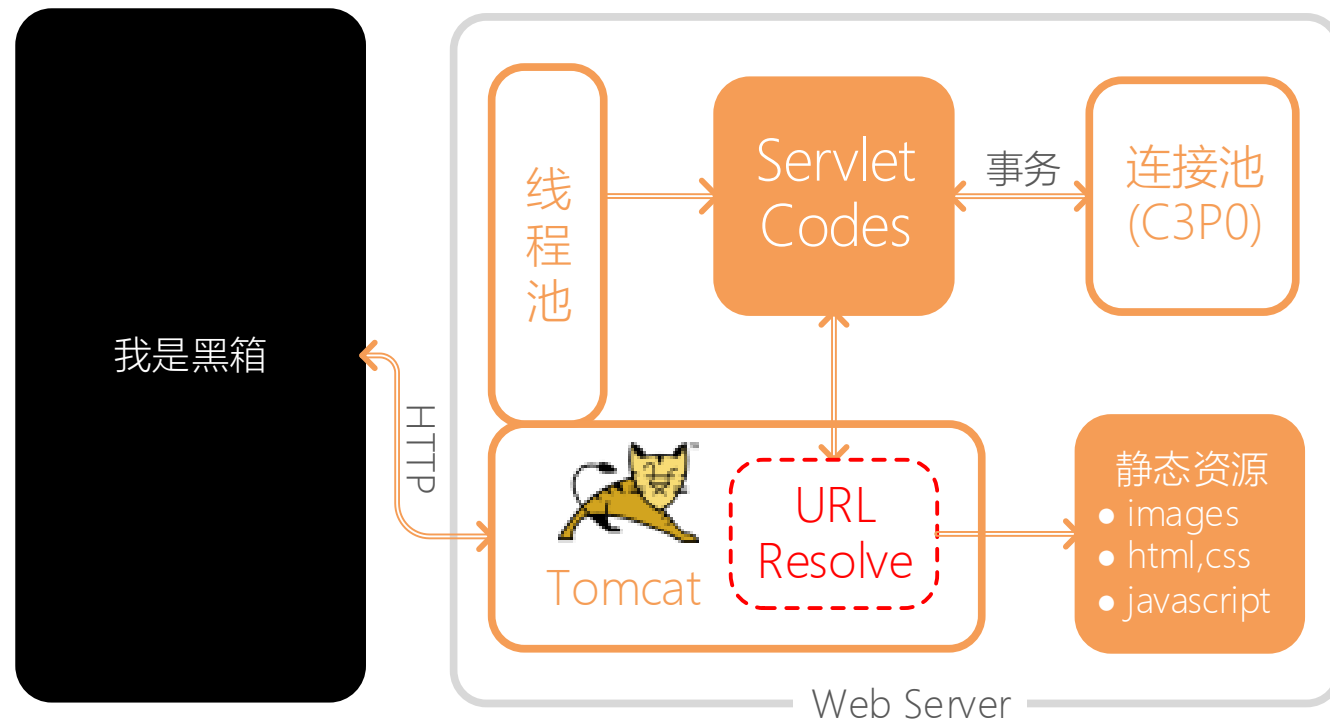 我是黑箱
HTTP
线
程
池
Servlet
Codes
事务
连接池
(C3P0)
TM
Tomcat
URL
Resolve
静态资源
● images
● html,css
● javascript
Web Server